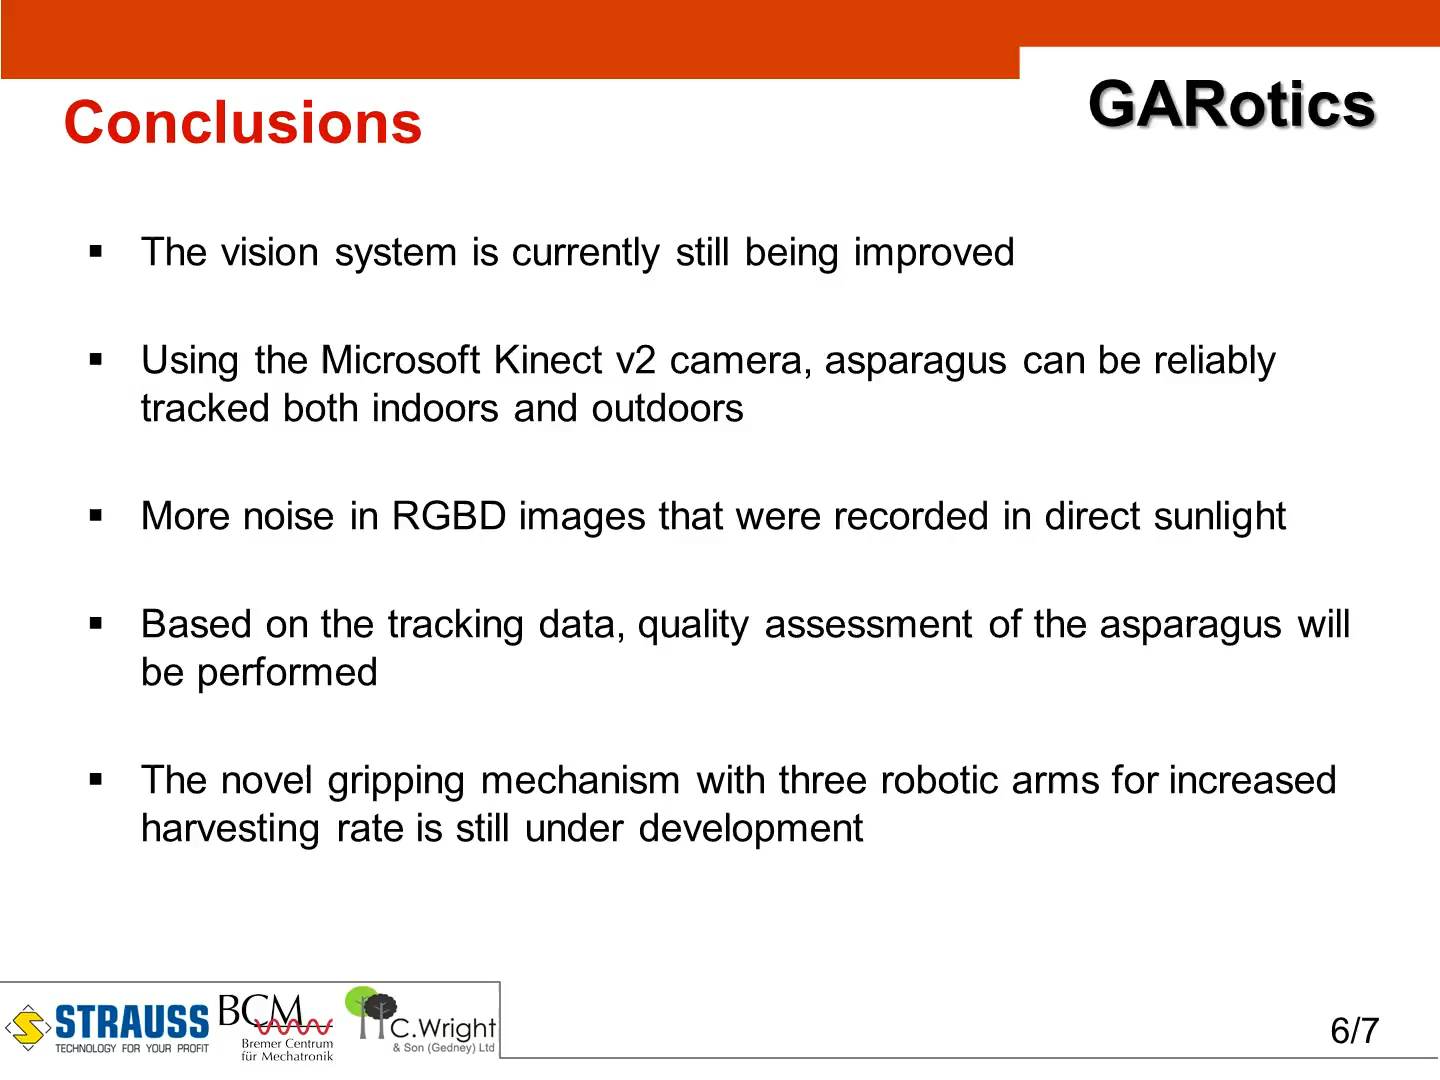 GARotics
Conclusions
▪ The vision system is currently still being improved
▪ Using the Microsoft Kinect v2 camera, asparagus can be reliably
tracked both indoors and outdoors
▪ More noise in RGBD images that were recorded in direct sunlight
▪ Based on the tracking data, quality assessment of the asparagus will
be performed
▪ The novel gripping mechanism with three robotic arms for increased
harvesting rate is still under development
STRAUSS
TECHNOLOGY FOR YOUR PROFIT
BCM
Bremer Centrum
für Mechatronik
C.Wright
& Son (Gedney) Ltd
6/7